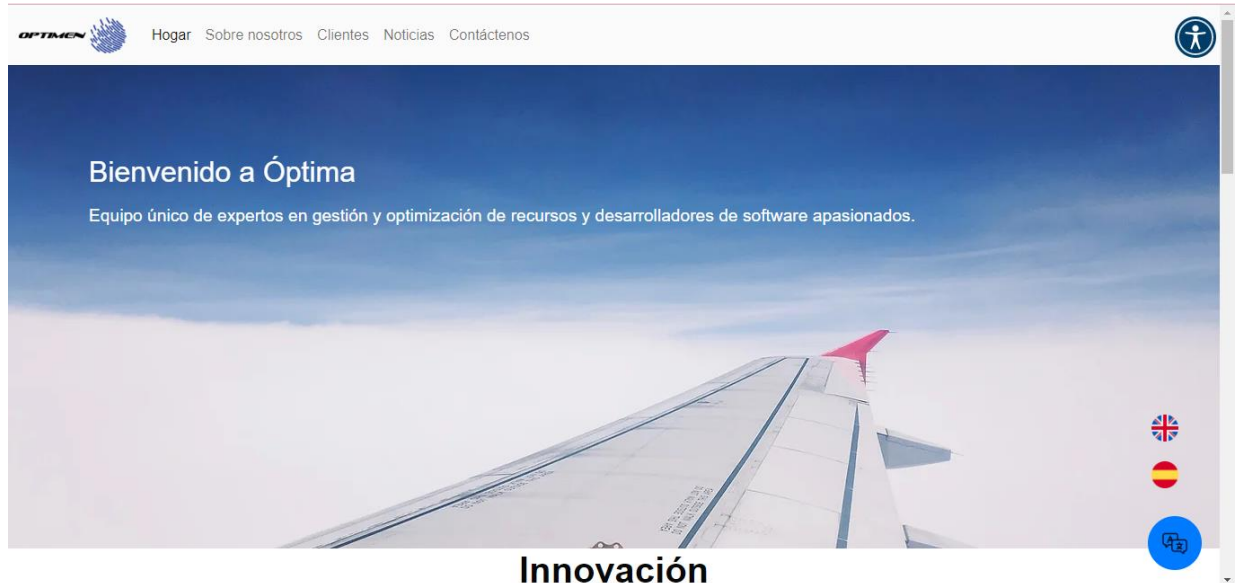 OPTIMEN
Hogar Sobre nosotros Clientes Noticias Contáctenos
Bienvenido a Óptima
Equipo único de expertos en gestión y optimización de recursos y desarrolladores de software apasionados.
Innovación